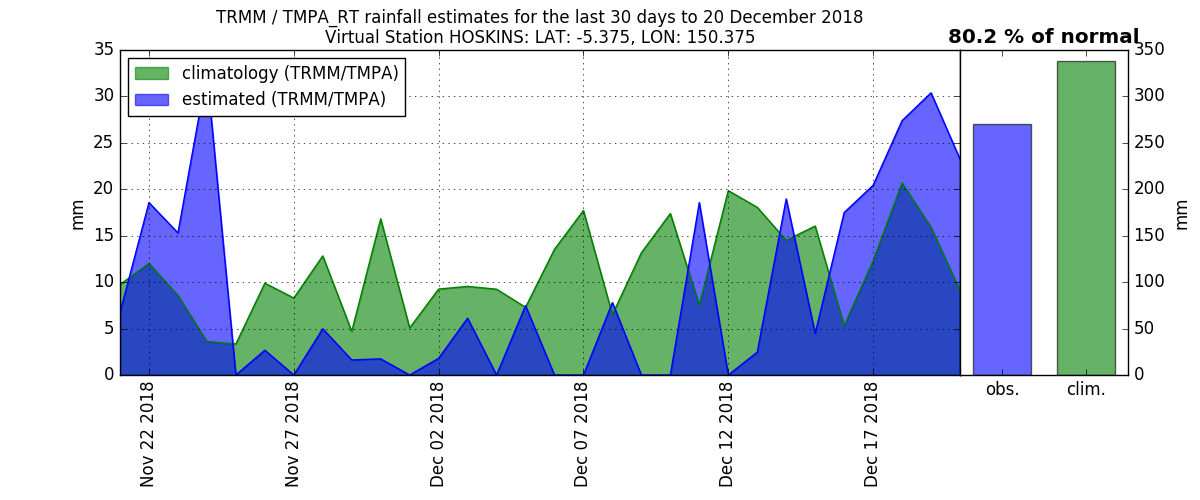 TRMM / TMPA_RT rainfall estimates for the last 30 days to 20 December 2018
Virtual Station HOSKINS: LAT: -5.375, LON: 150.375
80.2 % of normal
climatology (TRMM/TMPA)
estimated (TRMM/TMPA)
mm
35
30
25
20
15
10
5
0
Nov 22 2018
Nov 27 2018
Dec 02 2018
Dec 07 2018
Dec 12 2018
Dec 17 2018
obs.
clim.
350
300
250
200
150
100
50
0
mm